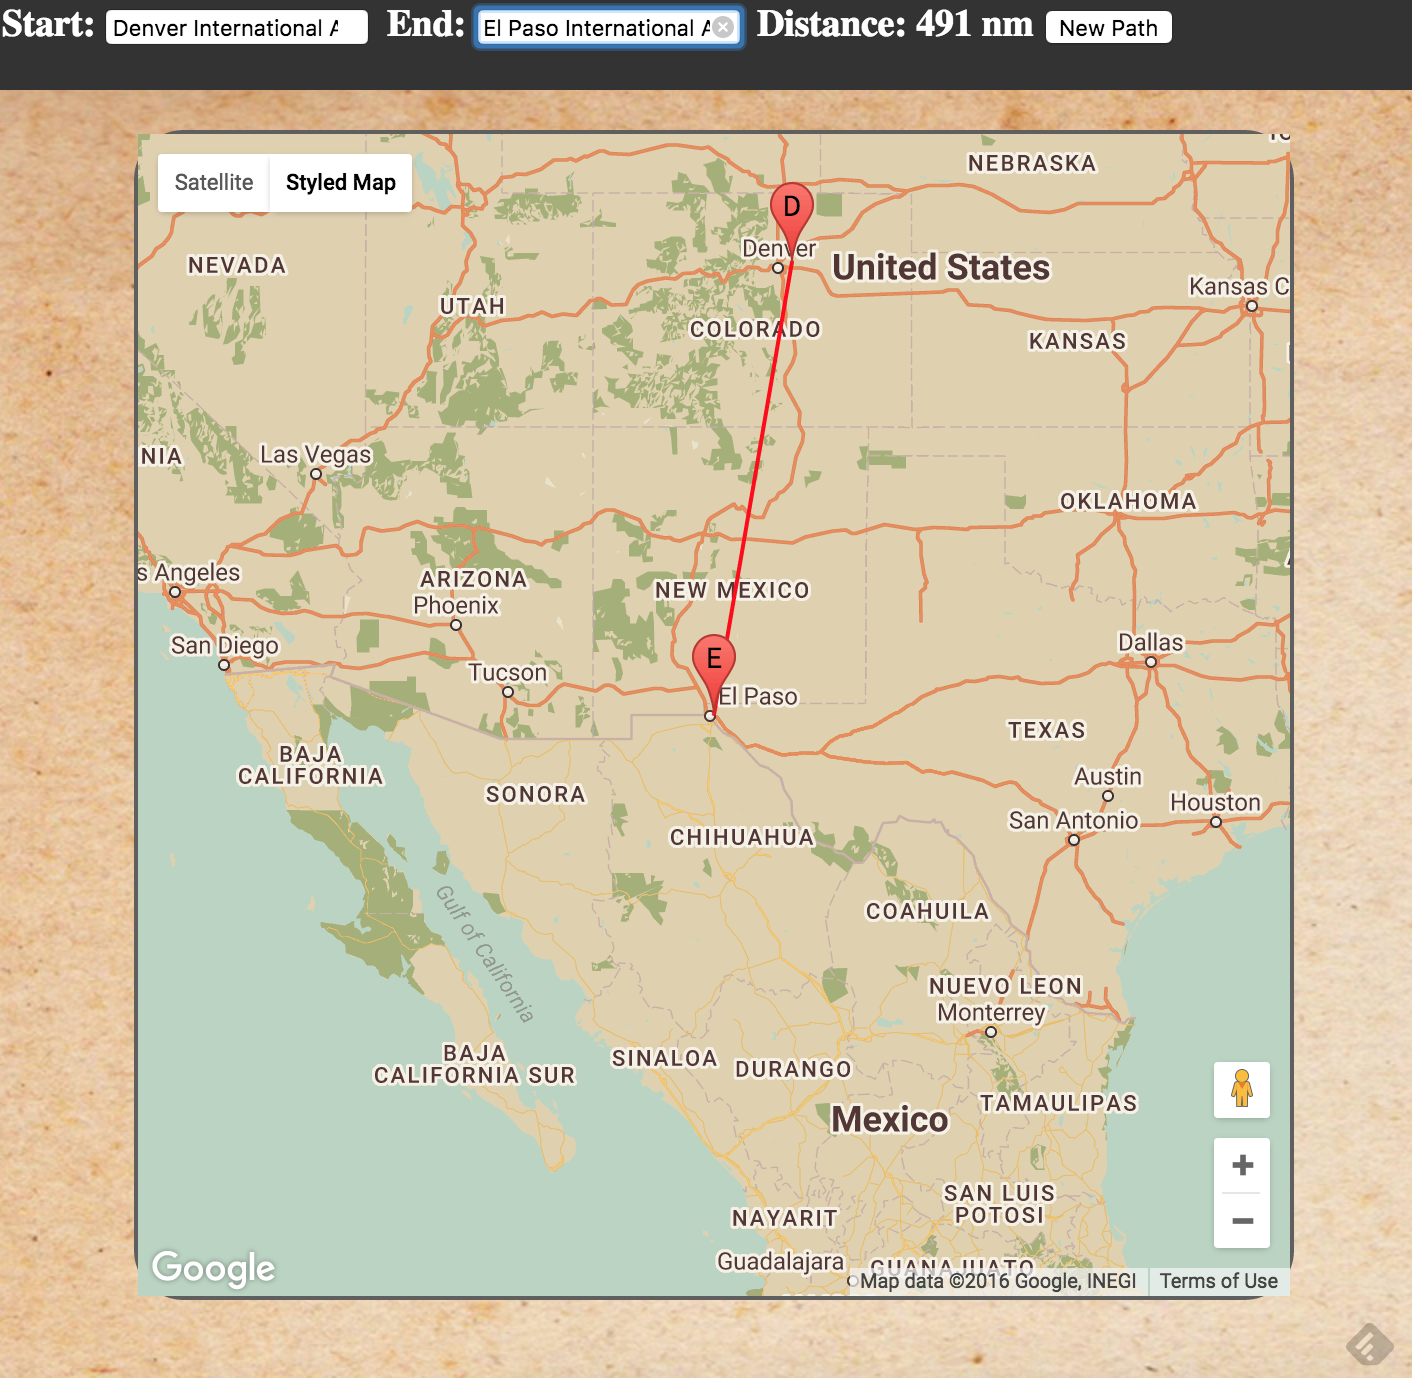 Start: Denver International A End: El Paso International A Distance: 491 nm New Path
Satellite Styled Map
NEBRASKA
D
Denver
United States
NEVADA
Kansas C
UTAH
COLORADO
KANSAS
NIA
Las Vegas
OKLAHOMA
s Angeles
ARIZONA
NEW MEXICO
Phoenix
San Diego
E
Dallas
Tucson
El Paso
TEXAS
BAJA
CALIFORNIA
SONORA
Austin
Houston
San Antonio
CHIHUAHUA
Gulf of California
COAHUILA
NUEVO LEON
Monterrey
BAJA
CALIFORNIA SUR
SINALOA
DURANGO
TAMAULIPAS
Mexico
SAN LUIS
POTOSI
NAYARIT
Guadalajara
GUANAJUATO
Google
Map data ©2016 Google, INEGI Terms of Use